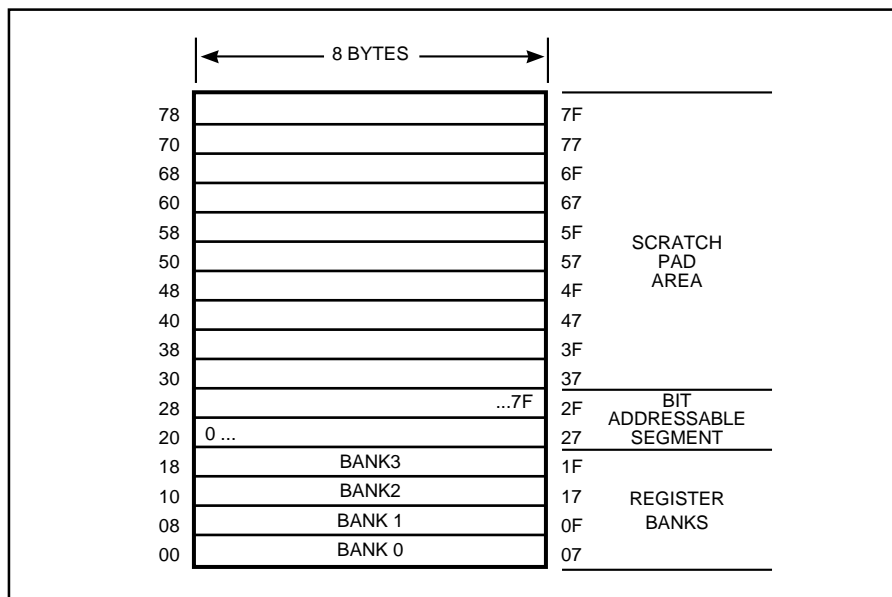 8 BYTES
78 7F
70 77
68 6F
60 67
58 5F
SCRATCH
50 57 PAD
AREA
48 4F
40 47
38 3F
30 37
28 ...7F 2F BIT
ADDRESSABLE
20 0 ... 27 SEGMENT
18 BANK3 1F
10 BANK2 17 REGISTER
08 BANK 1 0F BANKS
00 BANK 0 07